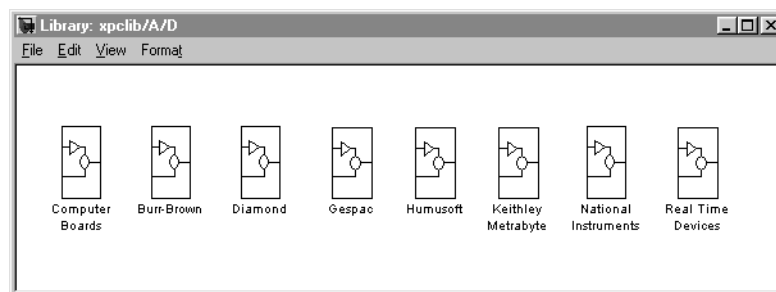 Library: xpclib/A/D
File Edit View Format
Computer Boards
Burr-Brown
Diamond
Gespac
Humusoft
Keithley Metrabyte
National Instruments
Real Time Devices